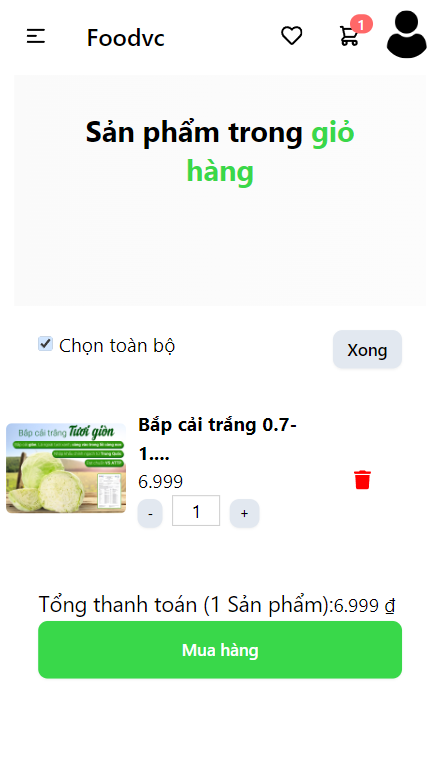 Foodvc
Sản phẩm trong giỏ
hàng
Chọn toàn bộ
Xong
Bắp cải trắng Tươi giòn
Bắp cải trắng 0.7-
1....
6.999
- 1 +
Tổng thanh toán (1 Sản phẩm):6.999 ₫
Mua hàng